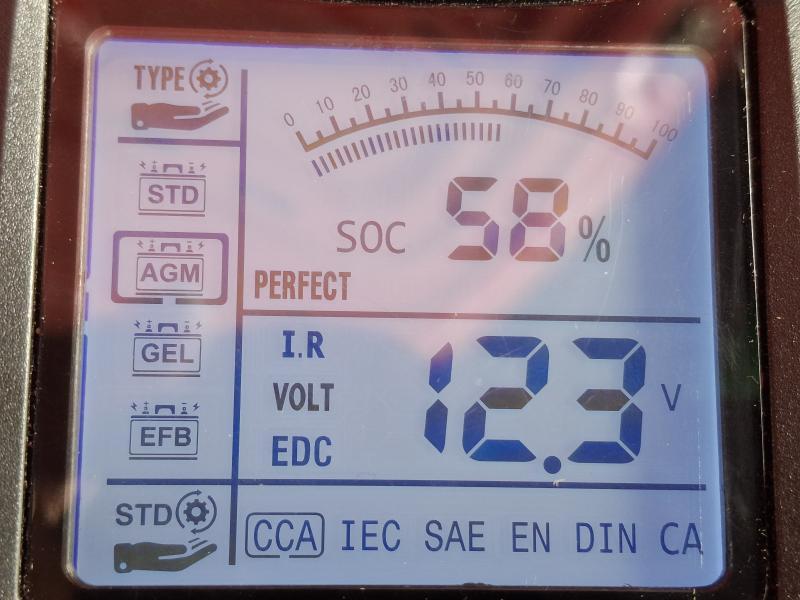 TYPE
0 10 20 30 40 50 60 70 80 90 100
STD
SOC 58%
AGM
PERFECT
GEL
I.R
VOLT 12.3 V
EFB
EDC
STD
CCA IEC SAE EN DIN CA